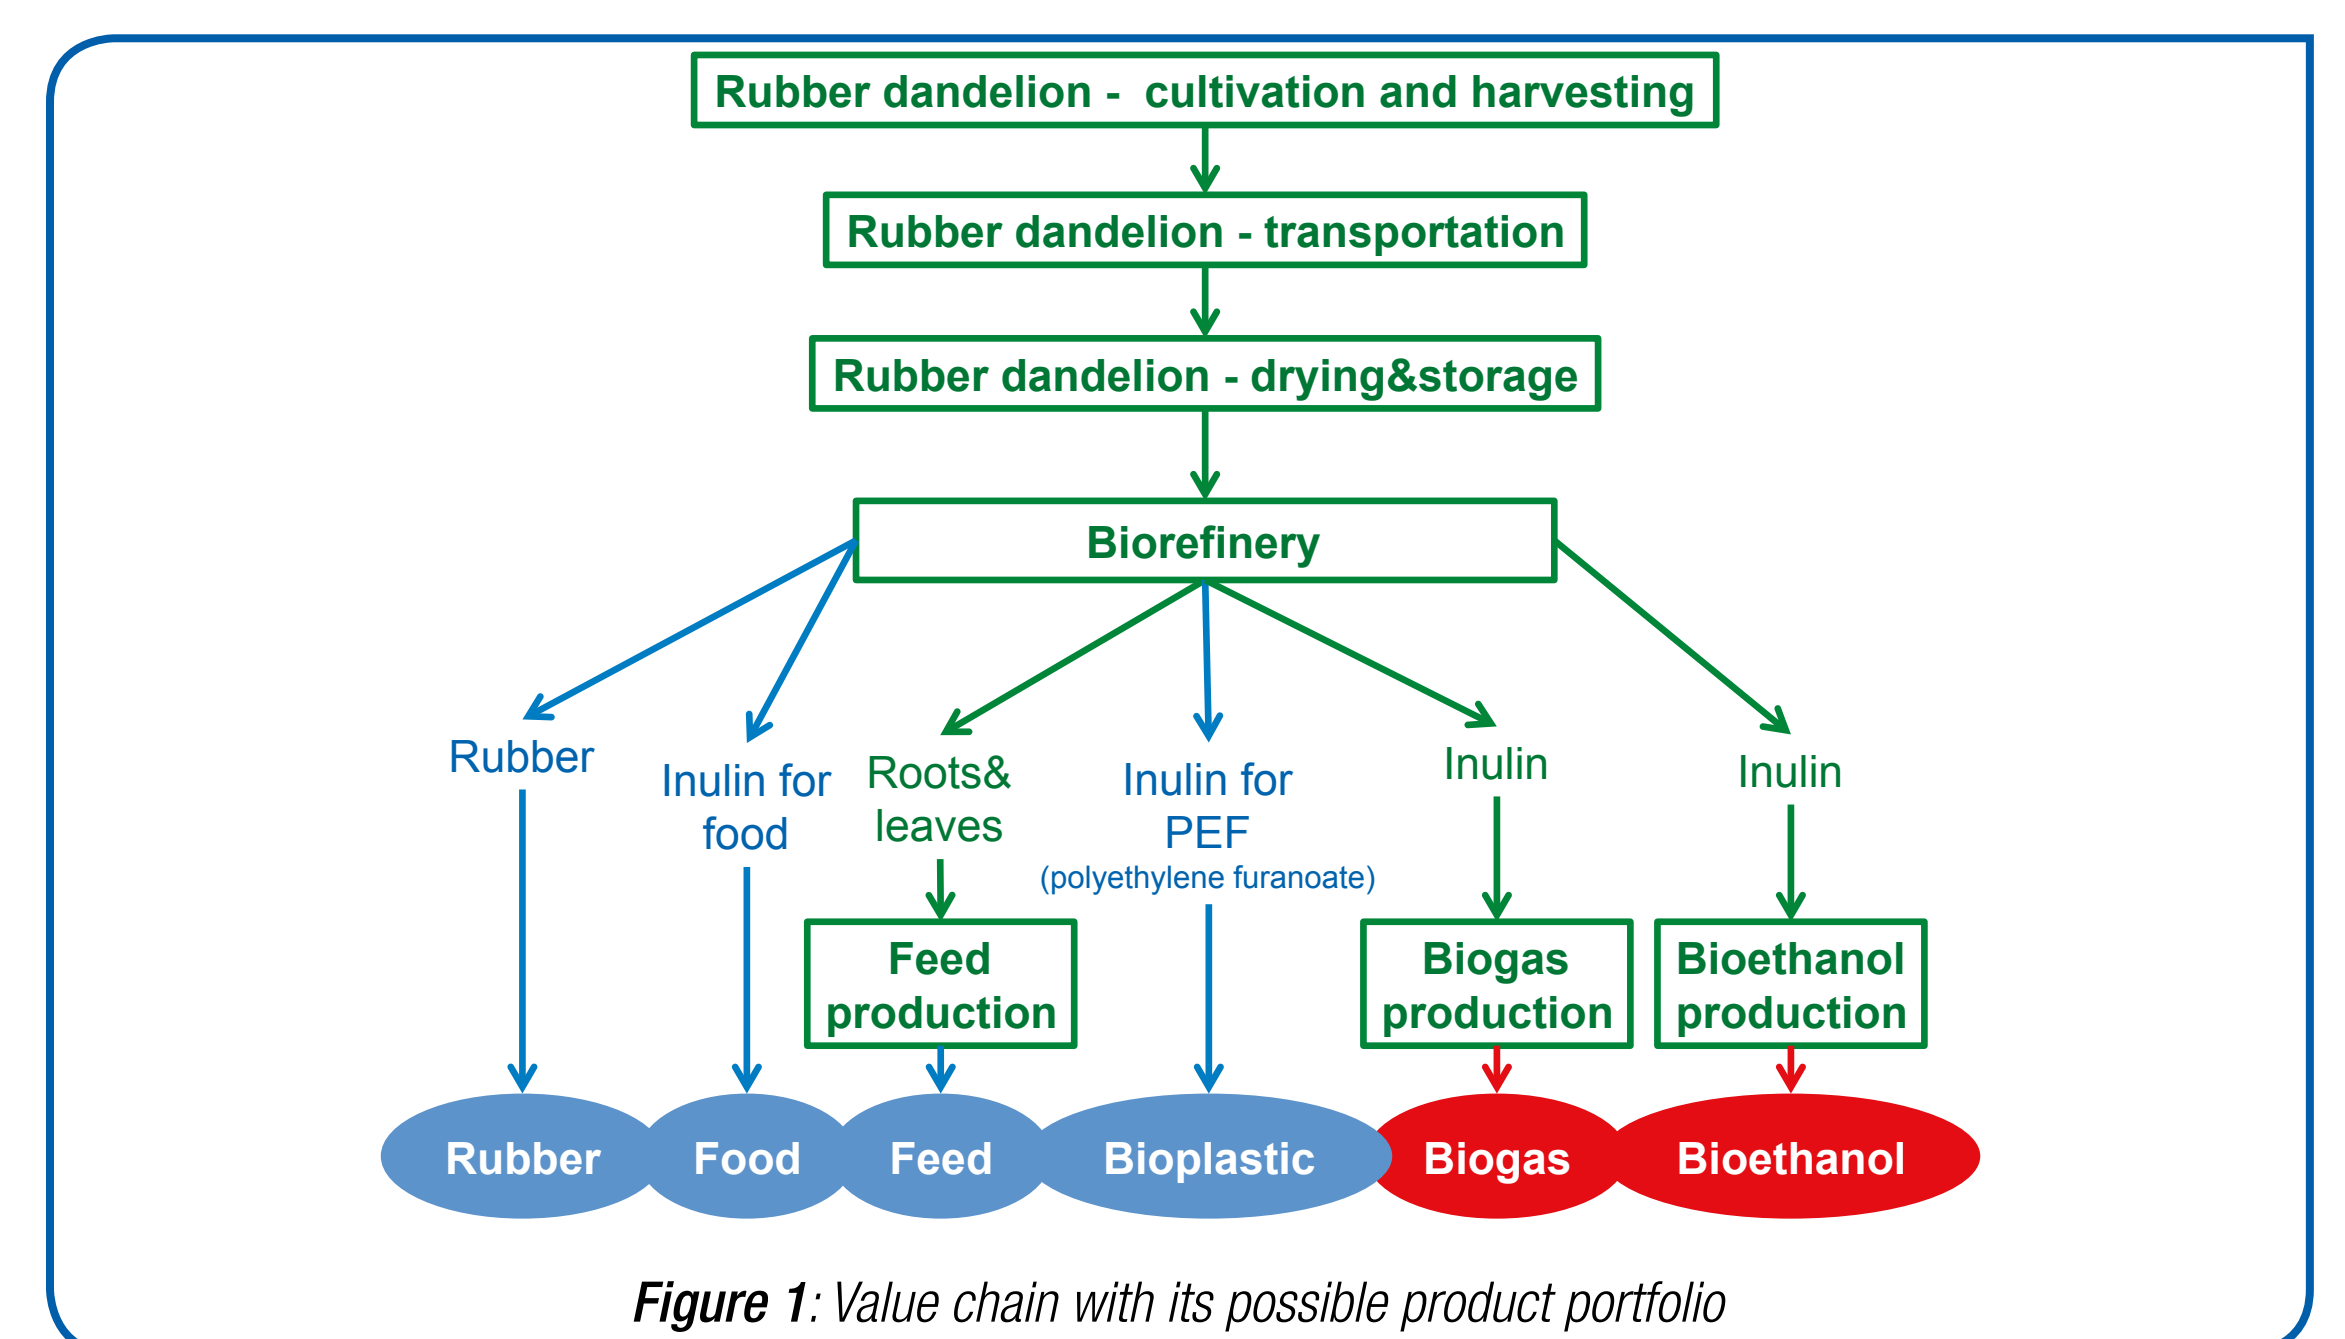 Rubber dandelion - cultivation and harvesting
Rubber dandelion - transportation
Rubber dandelion - drying&storage
Biorefinery
Rubber
Inulin for
food
Roots&
leaves
Inulin for
PEF
(polyethylene furanoate)
Inulin
Inulin
Feed
production
Biogas
production
Bioethanol
production
Rubber
Food
Feed
Bioplastic
Biogas
Bioethanol
Figure 1: Value chain with its possible product portfolio